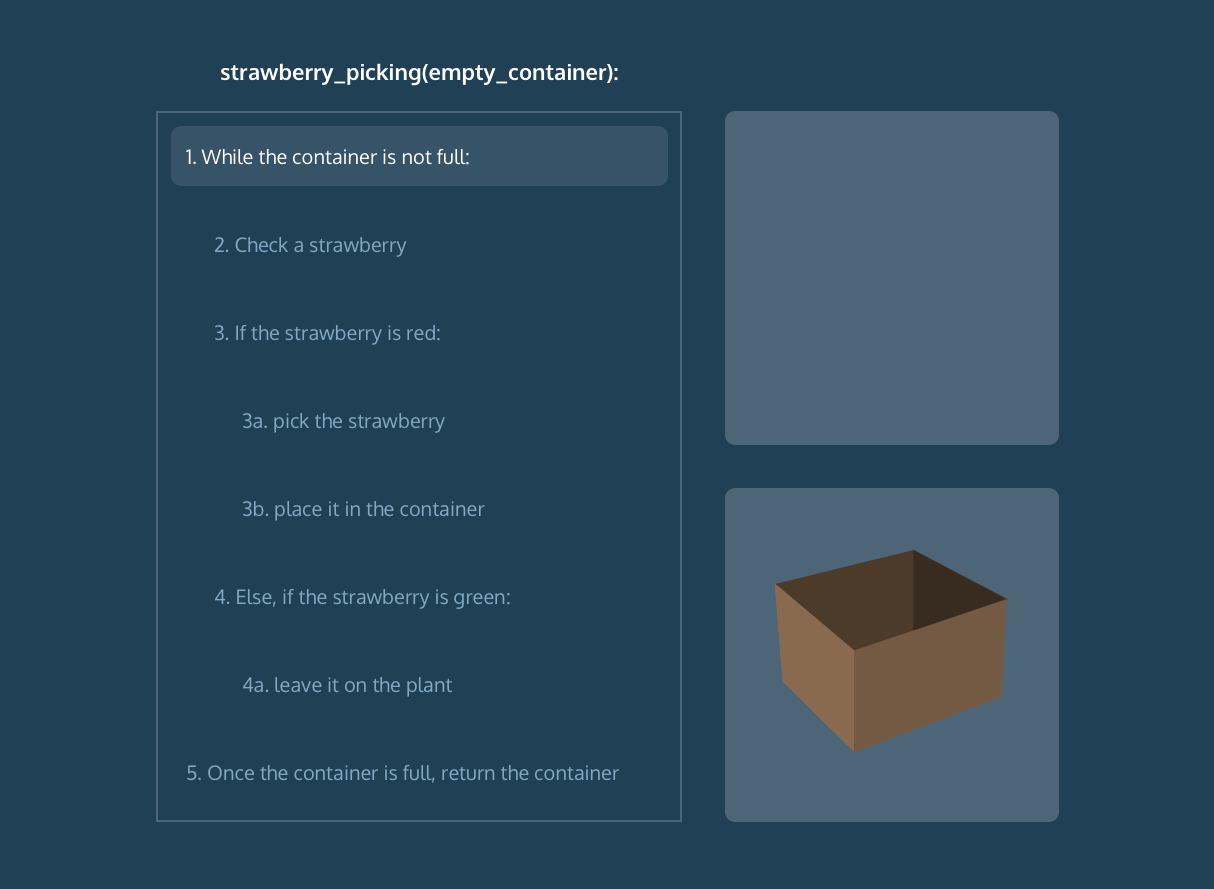 strawberry_picking(empty_container):
1. While the container is not full:
2. Check a strawberry
3. If the strawberry is red:
3a. pick the strawberry
3b. place it in the container
4. Else, if the strawberry is green:
4a. leave it on the plant
5. Once the container is full, return the container